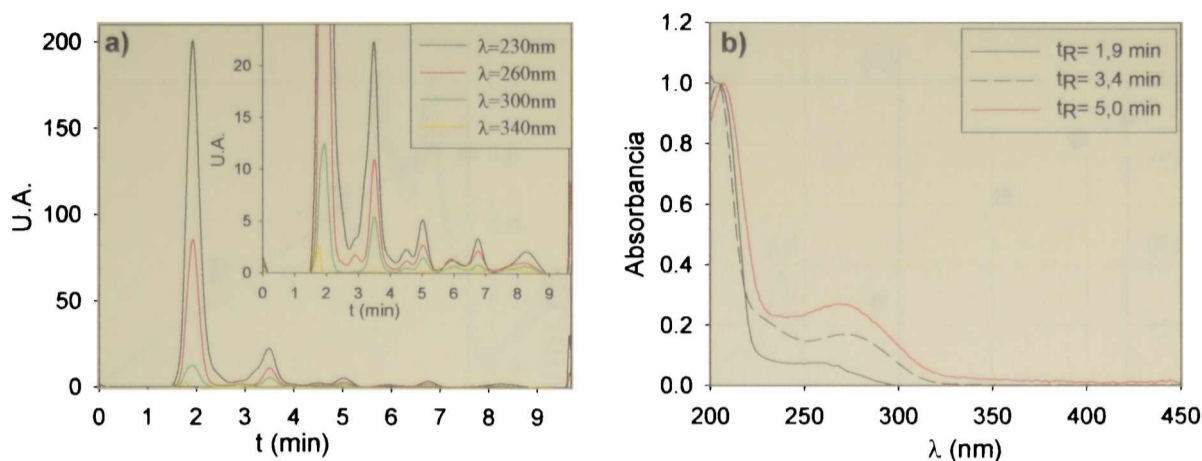 a)
200
150
100
50
0
U.A.
0 1 2 3 4 5 6 7 8 9
t (min)
20
15
10
5
0
U.A.
0 1 2 3 4 5 6 7 8 9
t (min)
λ=230nm
λ=260nm
λ=300nm
λ=340nm
b)
1.2
1.0
0.8
0.6
0.4
0.2
0.0
Absorbancia
200 250 300 350 400 450
λ (nm)
tR= 1,9 min
tR= 3,4 min
tR= 5,0 min